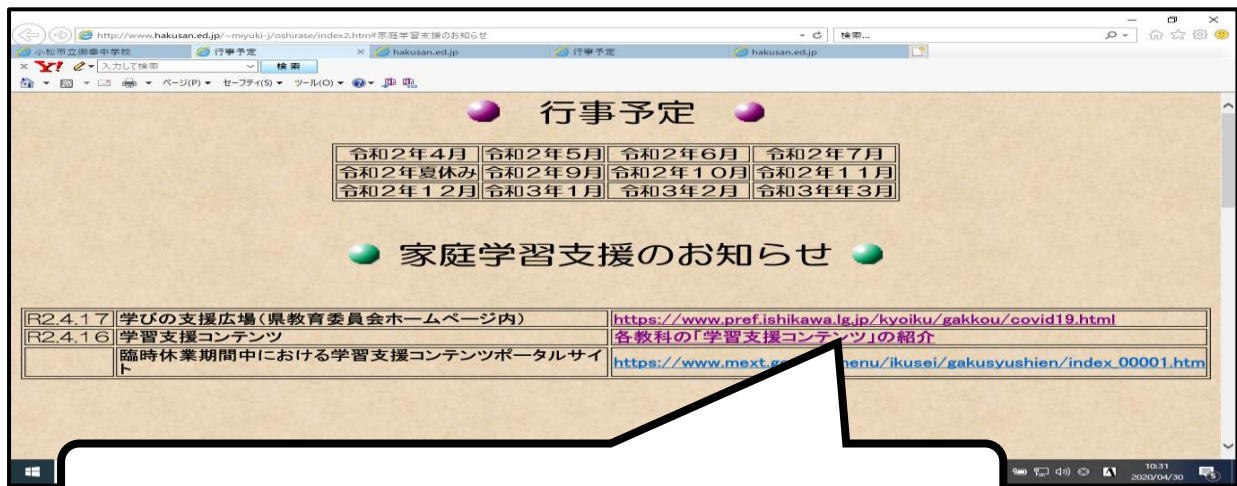 http://www.hakusan.ed.jp/~miyuki-j/oshirase/index2.htm#家庭学習支援のお知らせ
検索...
小松市立御幸中学校
行事予定
hakusan.ed.jp
行事予定
hakusan.ed.jp
入力して検索
検索
ページ(P)
セーフティ(S)
ツール(O)
行事予定
令和2年4月 令和2年5月 令和2年6月 令和2年7月
令和2年夏休み 令和2年9月 令和2年10月 令和2年11月
令和2年12月 令和3年1月 令和3年2月 令和3年年3月
家庭学習支援のお知らせ
R2.4.17 学びの支援広場(県教育委員会ホームページ内) https://www.pref.ishikawa.lg.jp/kyoiku/gakkou/covid19.html
R2.4.16 学習支援コンテンツ 各教科の「学習支援コンテンツ」の紹介
臨時休業期間中における学習支援コンテンツポータルサイ
ト
https://www.mext.g enu/ikusei/gakusyushien/index_00001.htm
10:31
2020/04/30